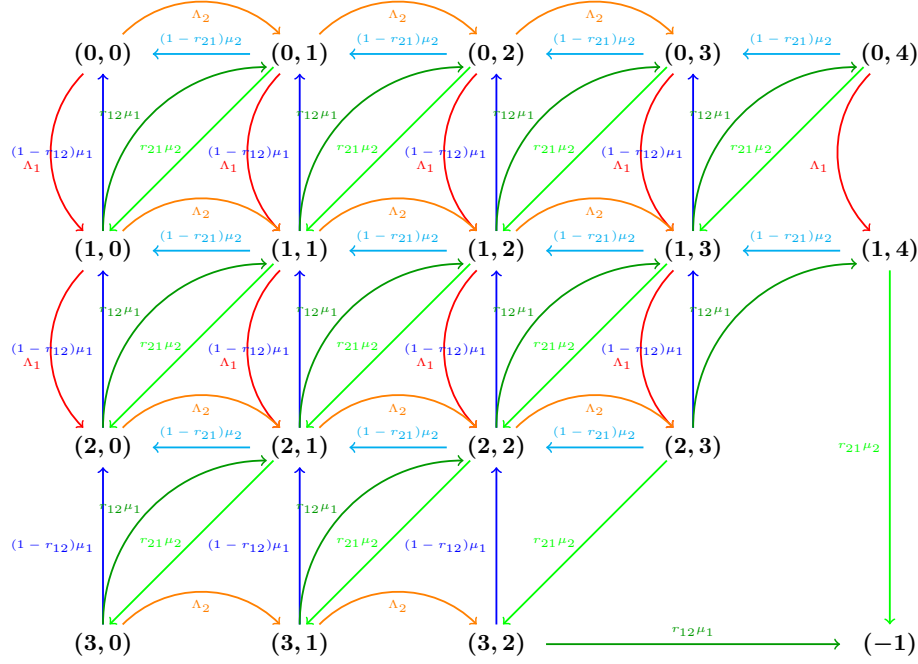 Λ₂ Λ₂ Λ₂
(0, 0) (1 − r₂₁)μ₂ (0, 1) (1 − r₂₁)μ₂ (0, 2) (1 − r₂₁)μ₂ (0, 3) (1 − r₂₁)μ₂ (0, 4)
r₁₂μ₁ r₁₂μ₁ r₁₂μ₁ r₁₂μ₁
(1 − r₁₂)μ₁ r₂₁μ₂ (1 − r₁₂)μ₁ r₂₁μ₂ (1 − r₁₂)μ₁ r₂₁μ₂ (1 − r₁₂)μ₁ r₂₁μ₂
Λ₁ Λ₁ Λ₁ Λ₁ Λ₁
Λ₂ Λ₂ Λ₂
(1, 0) (1 − r₂₁)μ₂ (1, 1) (1 − r₂₁)μ₂ (1, 2) (1 − r₂₁)μ₂ (1, 3) (1 − r₂₁)μ₂ (1, 4)
r₁₂μ₁ r₁₂μ₁ r₁₂μ₁ r₁₂μ₁
(1 − r₁₂)μ₁ r₂₁μ₂ (1 − r₁₂)μ₁ r₂₁μ₂ (1 − r₁₂)μ₁ r₂₁μ₂ (1 − r₁₂)μ₁
Λ₁ Λ₁ Λ₁ Λ₁
Λ₂ Λ₂ Λ₂
(2, 0) (1 − r₂₁)μ₂ (2, 1) (1 − r₂₁)μ₂ (2, 2) (1 − r₂₁)μ₂ (2, 3) r₂₁μ₂
r₁₂μ₁ r₁₂μ₁
(1 − r₁₂)μ₁ r₂₁μ₂ (1 − r₁₂)μ₁ r₂₁μ₂ (1 − r₁₂)μ₁ r₂₁μ₂
Λ₂ Λ₂
(3, 0) (3, 1) (3, 2) r₁₂μ₁ (−1)